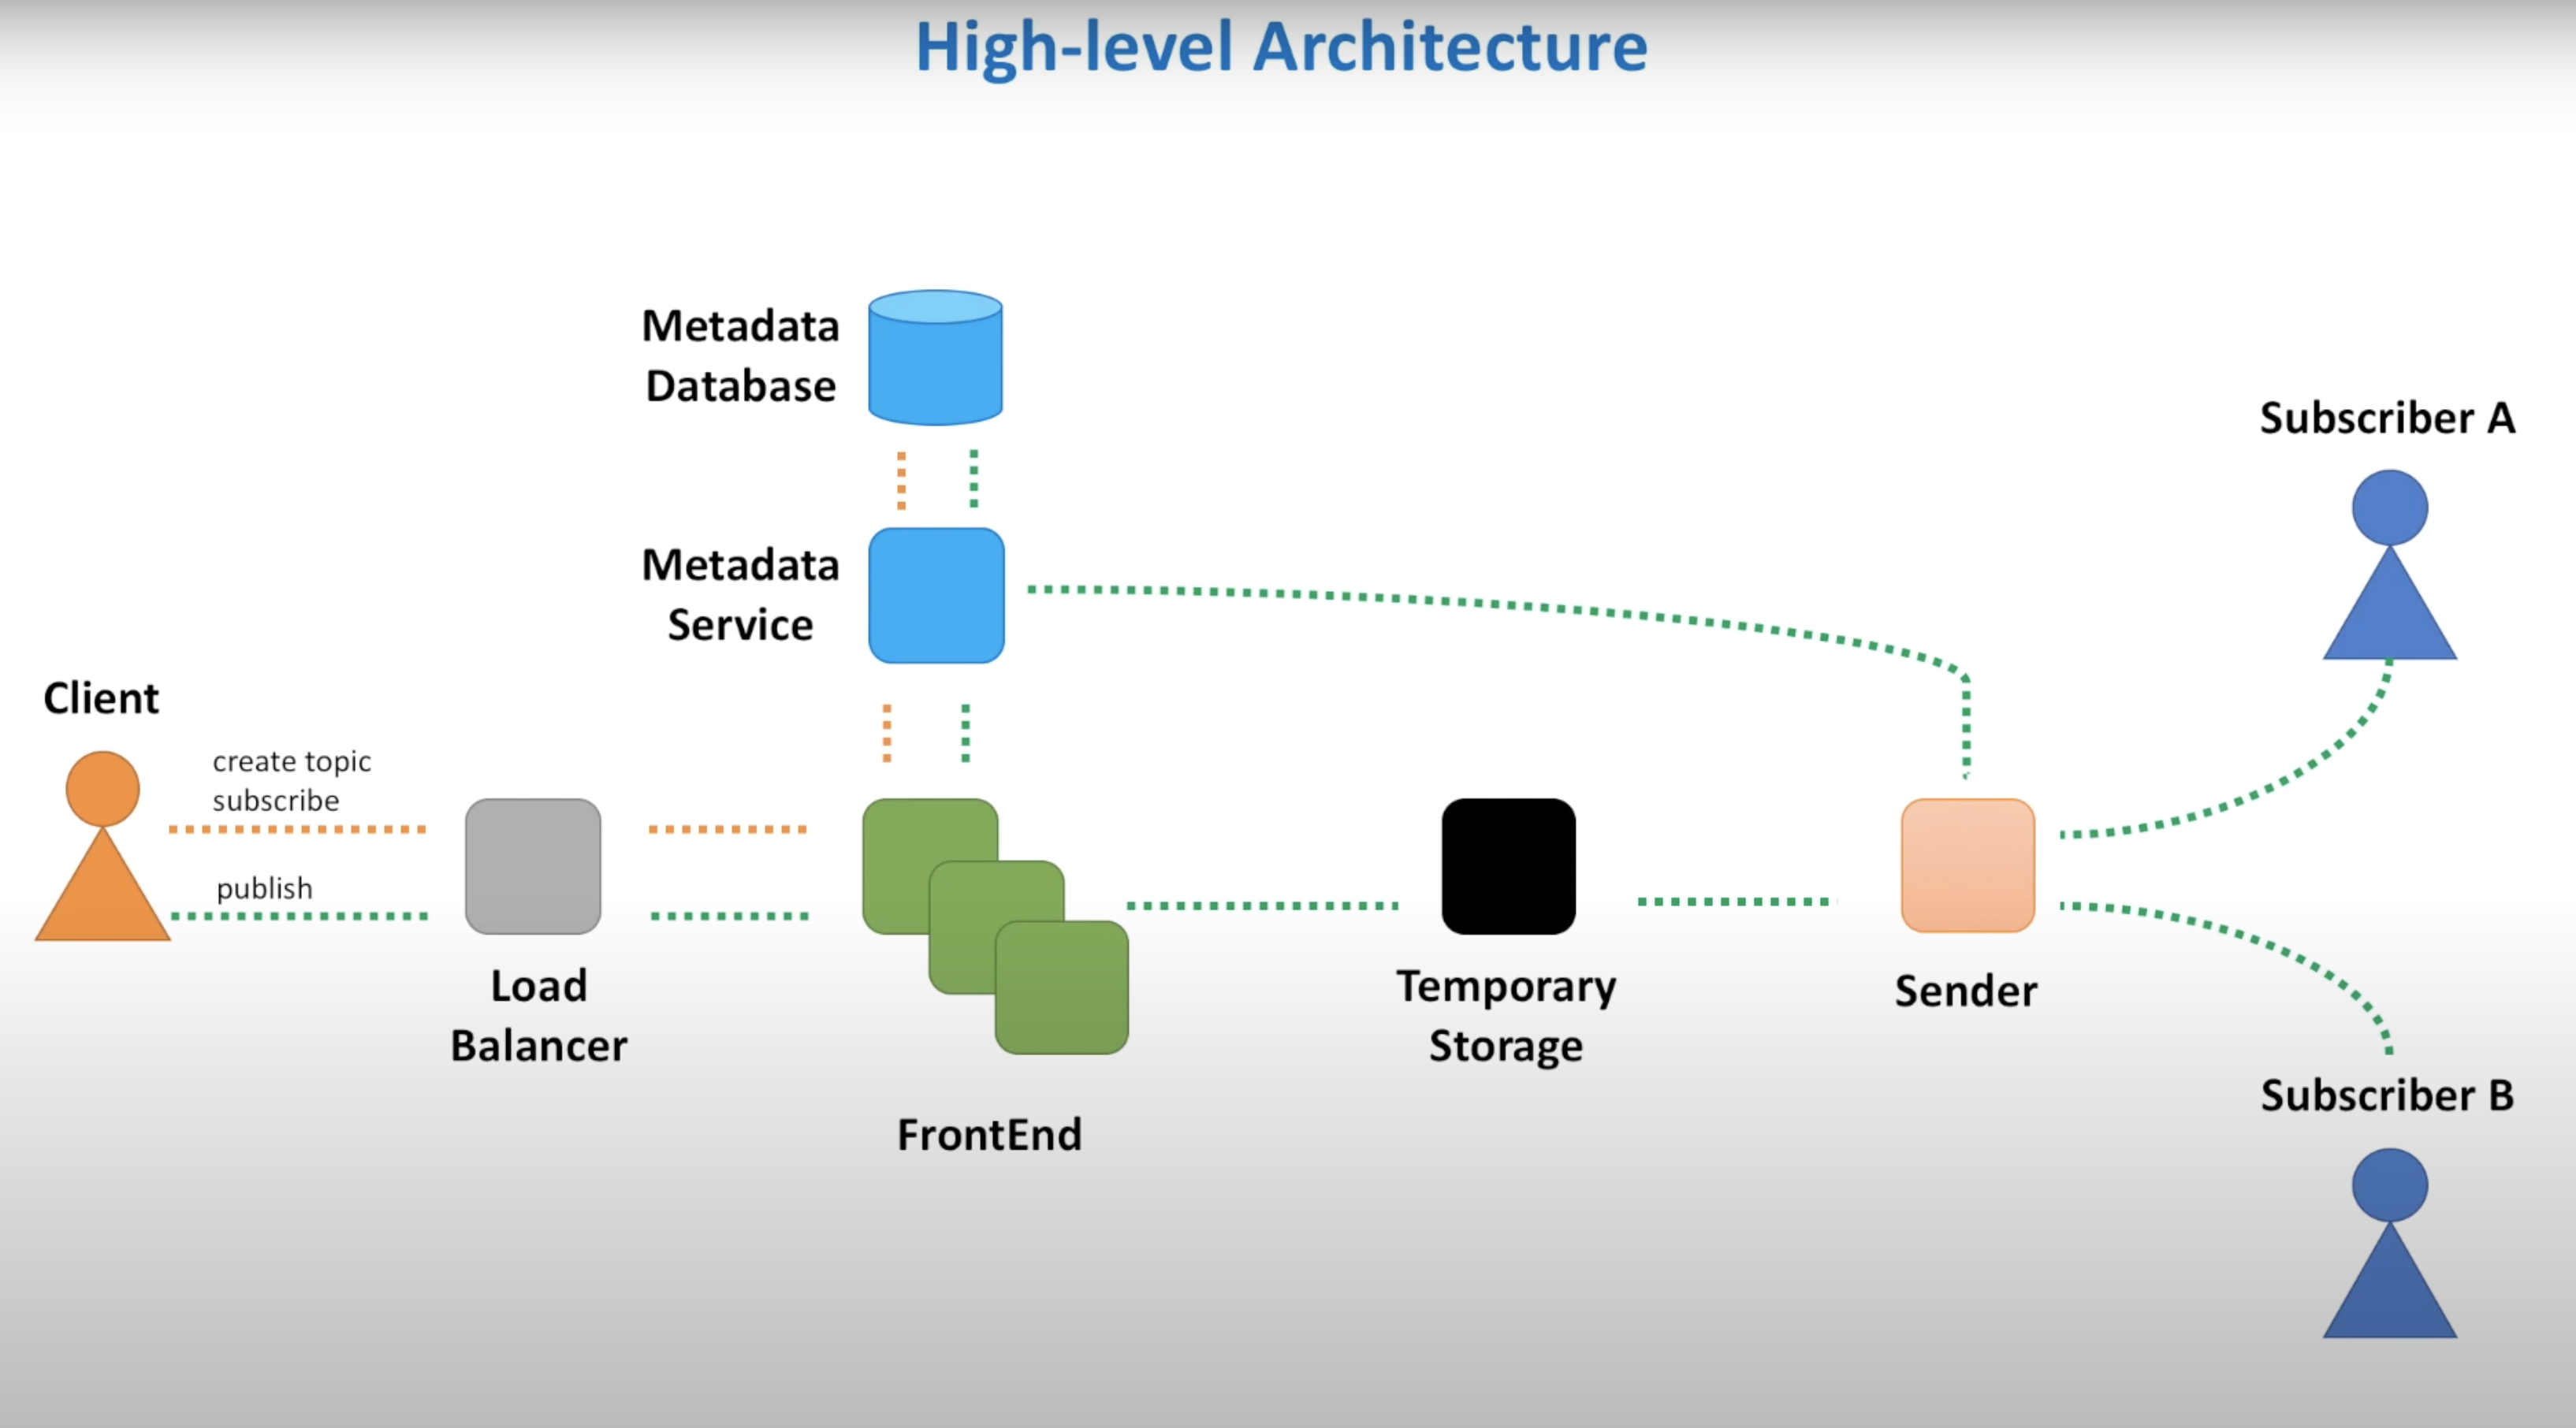 High-level Architecture
Metadata
Database
Metadata
Service
Subscriber A
Client
create topic
subscribe
publish
Load
Balancer
FrontEnd
Temporary
Storage
Sender
Subscriber B